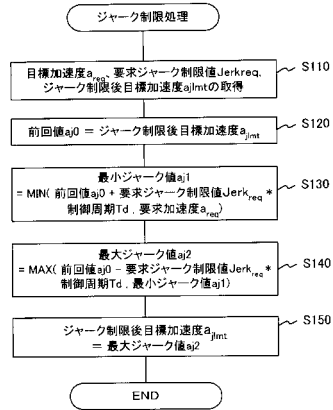 ジャーク制限処理
目標加速度areq、要求ジャーク制限値Jerkreq、
ジャーク制限後目標加速度ajlmtの取得
S110
前回値aj0 = ジャーク制限後目標加速度ajlmt
S120
最小ジャーク値aj1
= MIN( 前回値aj0 + 要求ジャーク制限値Jerkreq *
制御周期Td , 要求加速度areq)
S130
最大ジャーク値aj2
= MAX( 前回値aj0 - 要求ジャーク制限値Jerkreq*
制御周期Td , 最小ジャーク値aj1)
S140
ジャーク制限後目標加速度ajlmt
= 最大ジャーク値aj2
S150
END